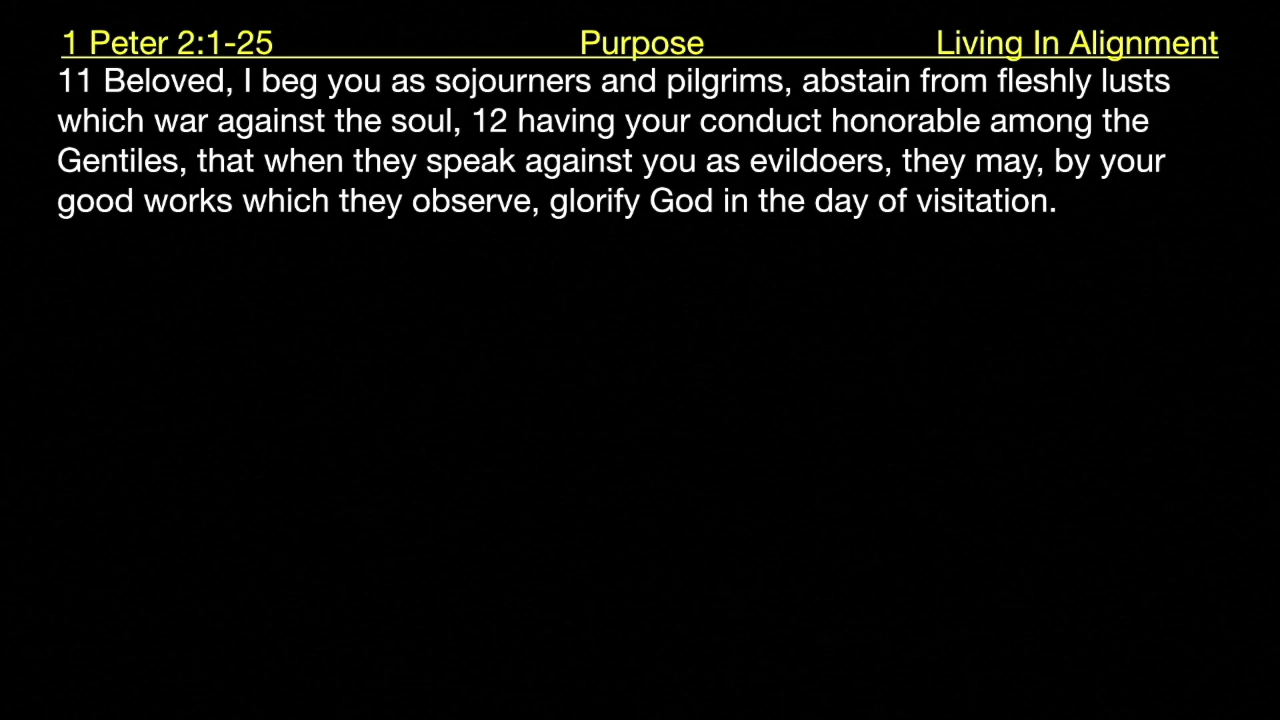 1 Peter 2:1-25 Purpose Living In Alignment
11 Beloved, I beg you as sojourners and pilgrims, abstain from fleshly lusts
which war against the soul, 12 having your conduct honorable among the
Gentiles, that when they speak against you as evildoers, they may, by your
good works which they observe, glorify God in the day of visitation.